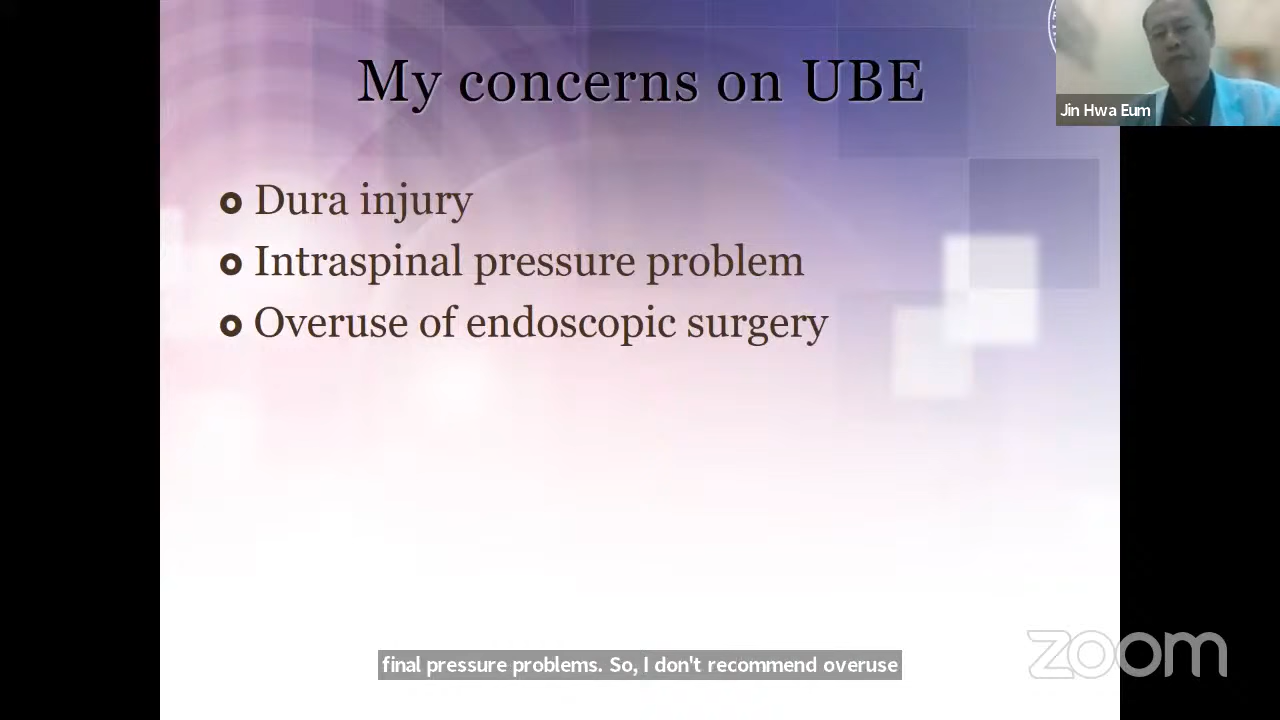 My concerns on UBE
Jin Hwa Eum
Dura injury
Intraspinal pressure problem
Overuse of endoscopic surgery
final pressure problems. So, I don't recommend overuse
zoom